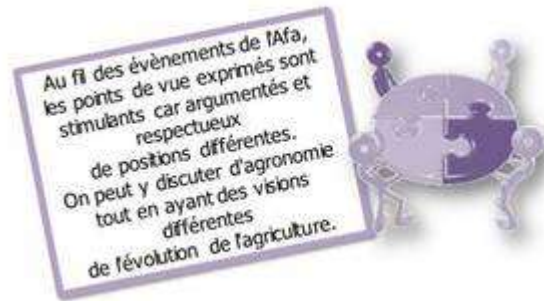 Au fil des évènements de l'Afa,
les points de vue exprimés sont
stimulants car argumentés et
respectueux
de positions différentes.
On peut y discuter d'agronomie
tout en ayant des visions
différentes
de l'évolution de l'agriculture.